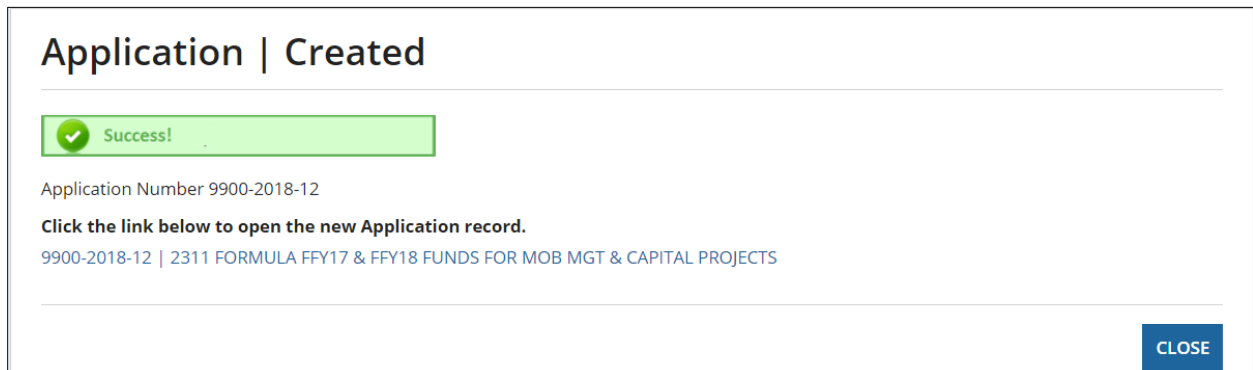 Application | Created
Success!
Application Number 9900-2018-12
Click the link below to open the new Application record.
9900-2018-12 | 2311 FORMULA FFY17 & FFY18 FUNDS FOR MOB MGT & CAPITAL PROJECTS
CLOSE